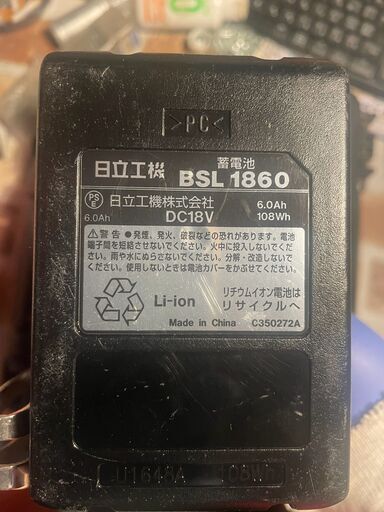 >PC<
日立工機
蓄電池
BSL 1860
PS E
日立工機株式会社
6.0Ah
6.0Ah
DC18V
108Wh
警告 ●発煙、発火、破裂などの恐れがあります。電池
端子間を短絡させないでください。火中に投入しないでくだ
さい。雨や水にぬらさないでください。分解・改造しないで
ください。使用しないときは電池カバーをかぶせてください。
Li-ion
リチウムイオン電池は
リサイクルへ
Made in China C350272A
U1648A 108W